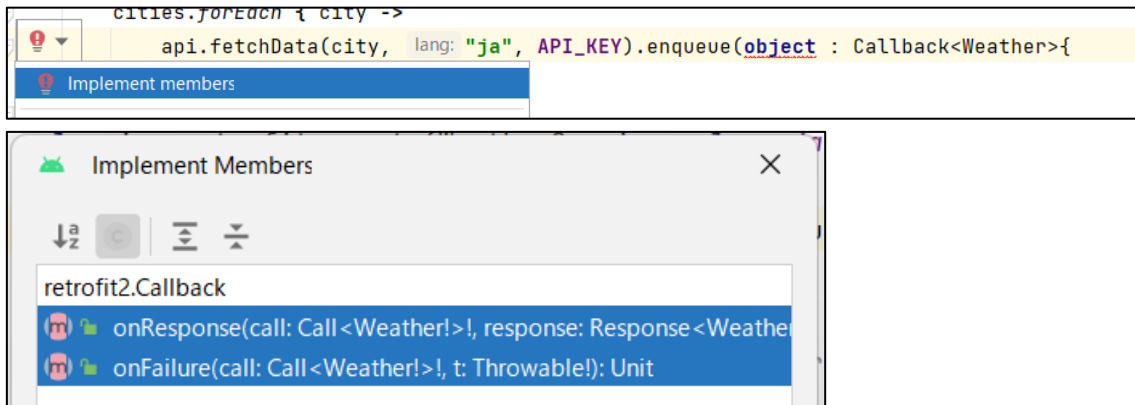 cities.forEach { city ->
api.fetchData(city, lang: "ja", API_KEY).enqueue(object : Callback<Weather>{
Implement members
Implement Members
retrofit2.Callback
onResponse(call: Call<Weather!>!, response: Response<Weather
onFailure(call: Call<Weather!>!, t: Throwable!): Unit